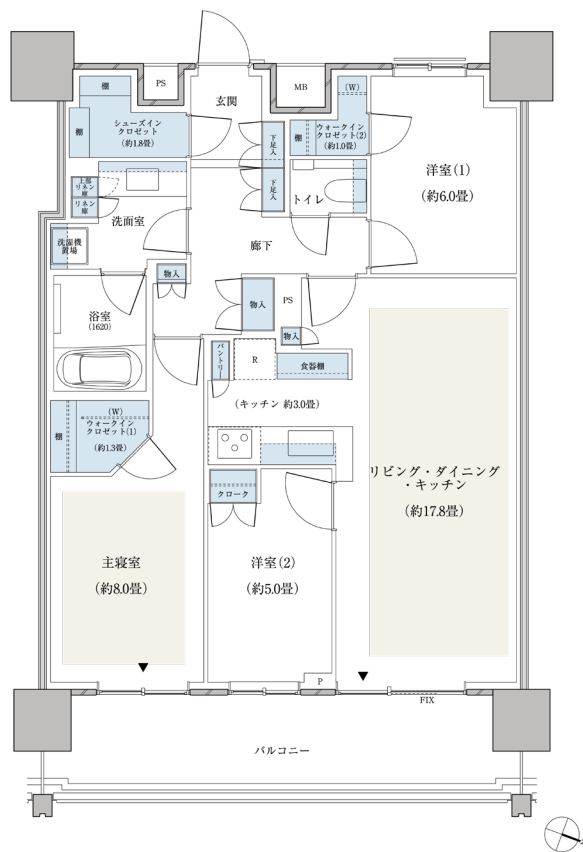 棚
PS
玄関
MB
(W)
棚
シューズイン
クロゼット
(約1.8畳)
下足入
棚
ウォークイン
クロゼット(2)
(約1.0畳)
洋室(1)
(約6.0畳)
上部
リネン
庫
リネン
庫
下足入
トイレ
洗面室
廊下
洗濯機
置場
物入
物入
PS
浴室
(1620)
物入
パントリー
R
食器棚
(キッチン 約3.0畳)
(W)
棚
ウォークイン
クロゼット(1)
(約1.3畳)
リビング・ダイニング
・キッチン
(約17.8畳)
クローク
主寝室
(約8.0畳)
洋室(2)
(約5.0畳)
P
FIX
バルコニー